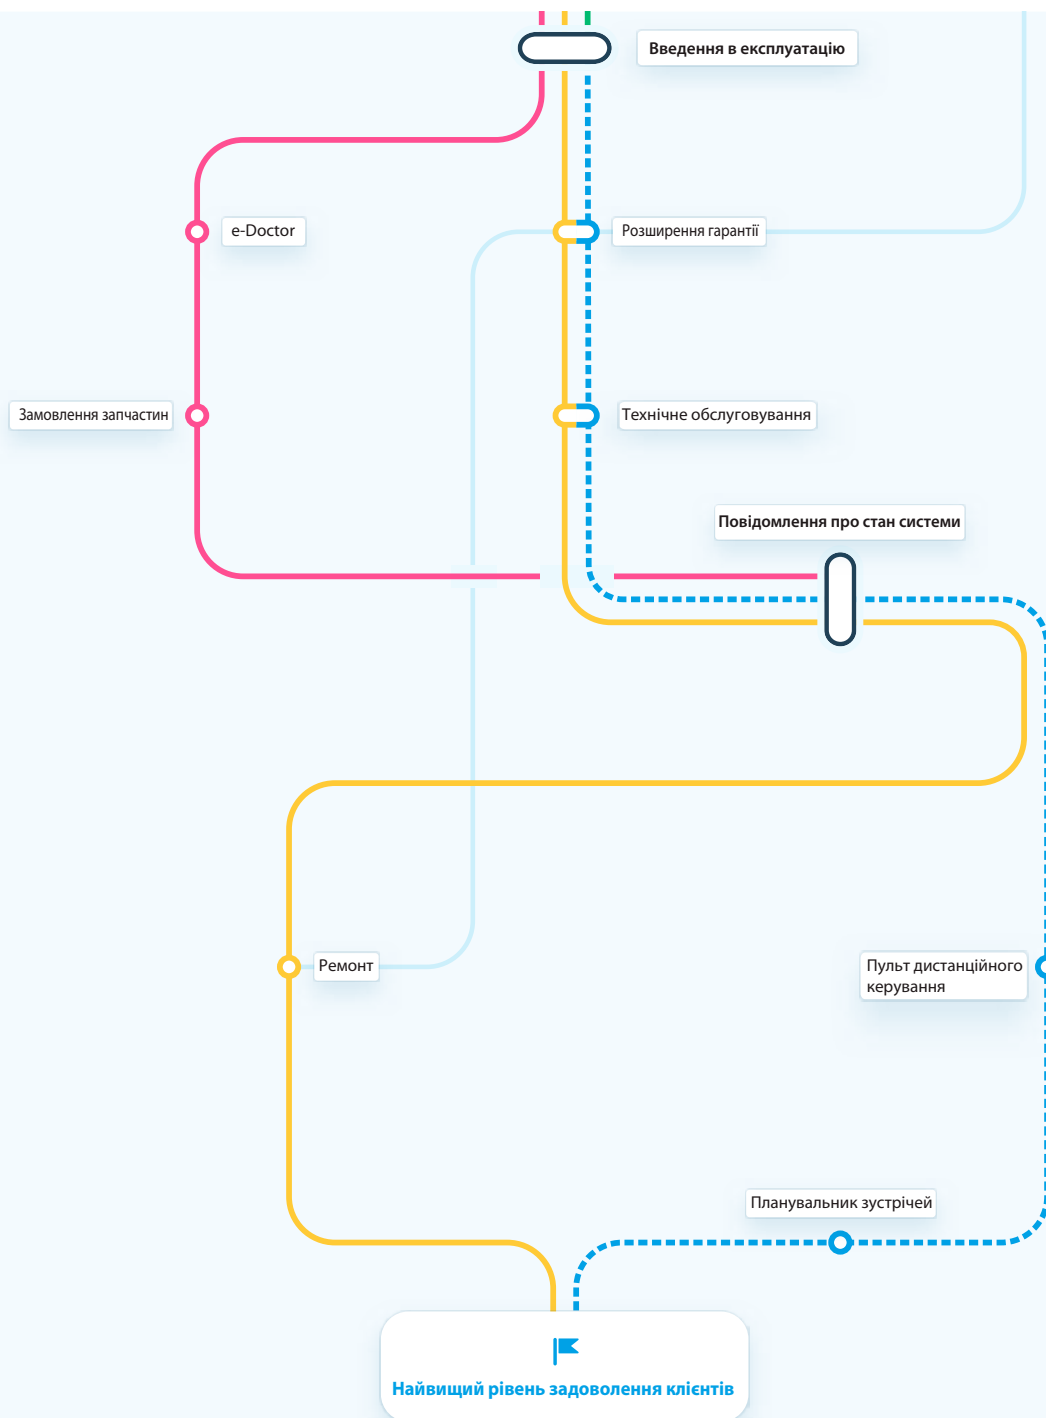 Введення в експлуатацію
e-Doctor
Розширення гарантії
Замовлення запчастин
Технічне обслуговування
Повідомлення про стан системи
Ремонт
Пульт дистанційного
керування
Планувальник зустрічей
Найвищий рівень задоволення клієнтів